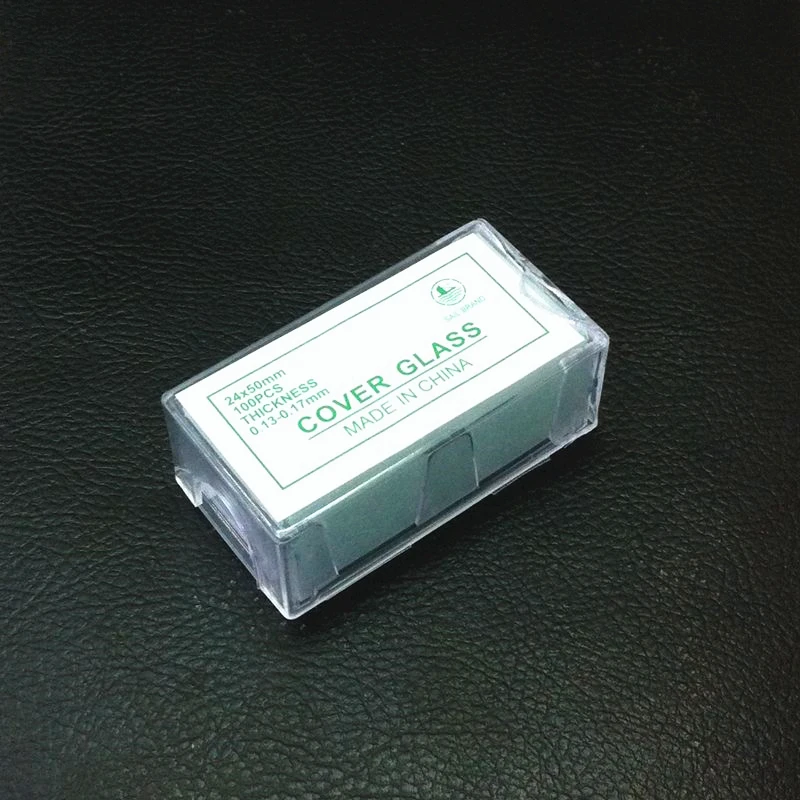 24x50mm
100PCS
THICKNESS
0.13-0.17mm
SAIL BRAND
COVER GLASS
MADE IN CHINA